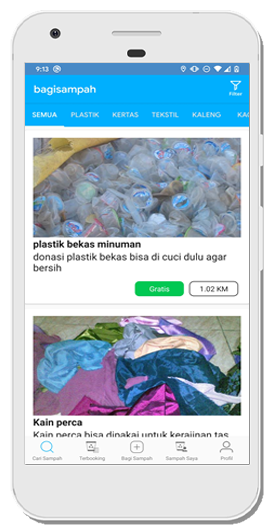 9:13
bagisampah
Filter
SEMUA PLASTIK KERTAS TEKSTIL KALENG KAC
plastik bekas minuman
donasi plastik bekas bisa di cuci dulu agar
bersih
Gratis 1.02 KM
Kain perca
Kain perca bisa dipakai untuk kerajinan tas
Cari Sampah Terbooking Bagi Sampah Sampah Saya Profil